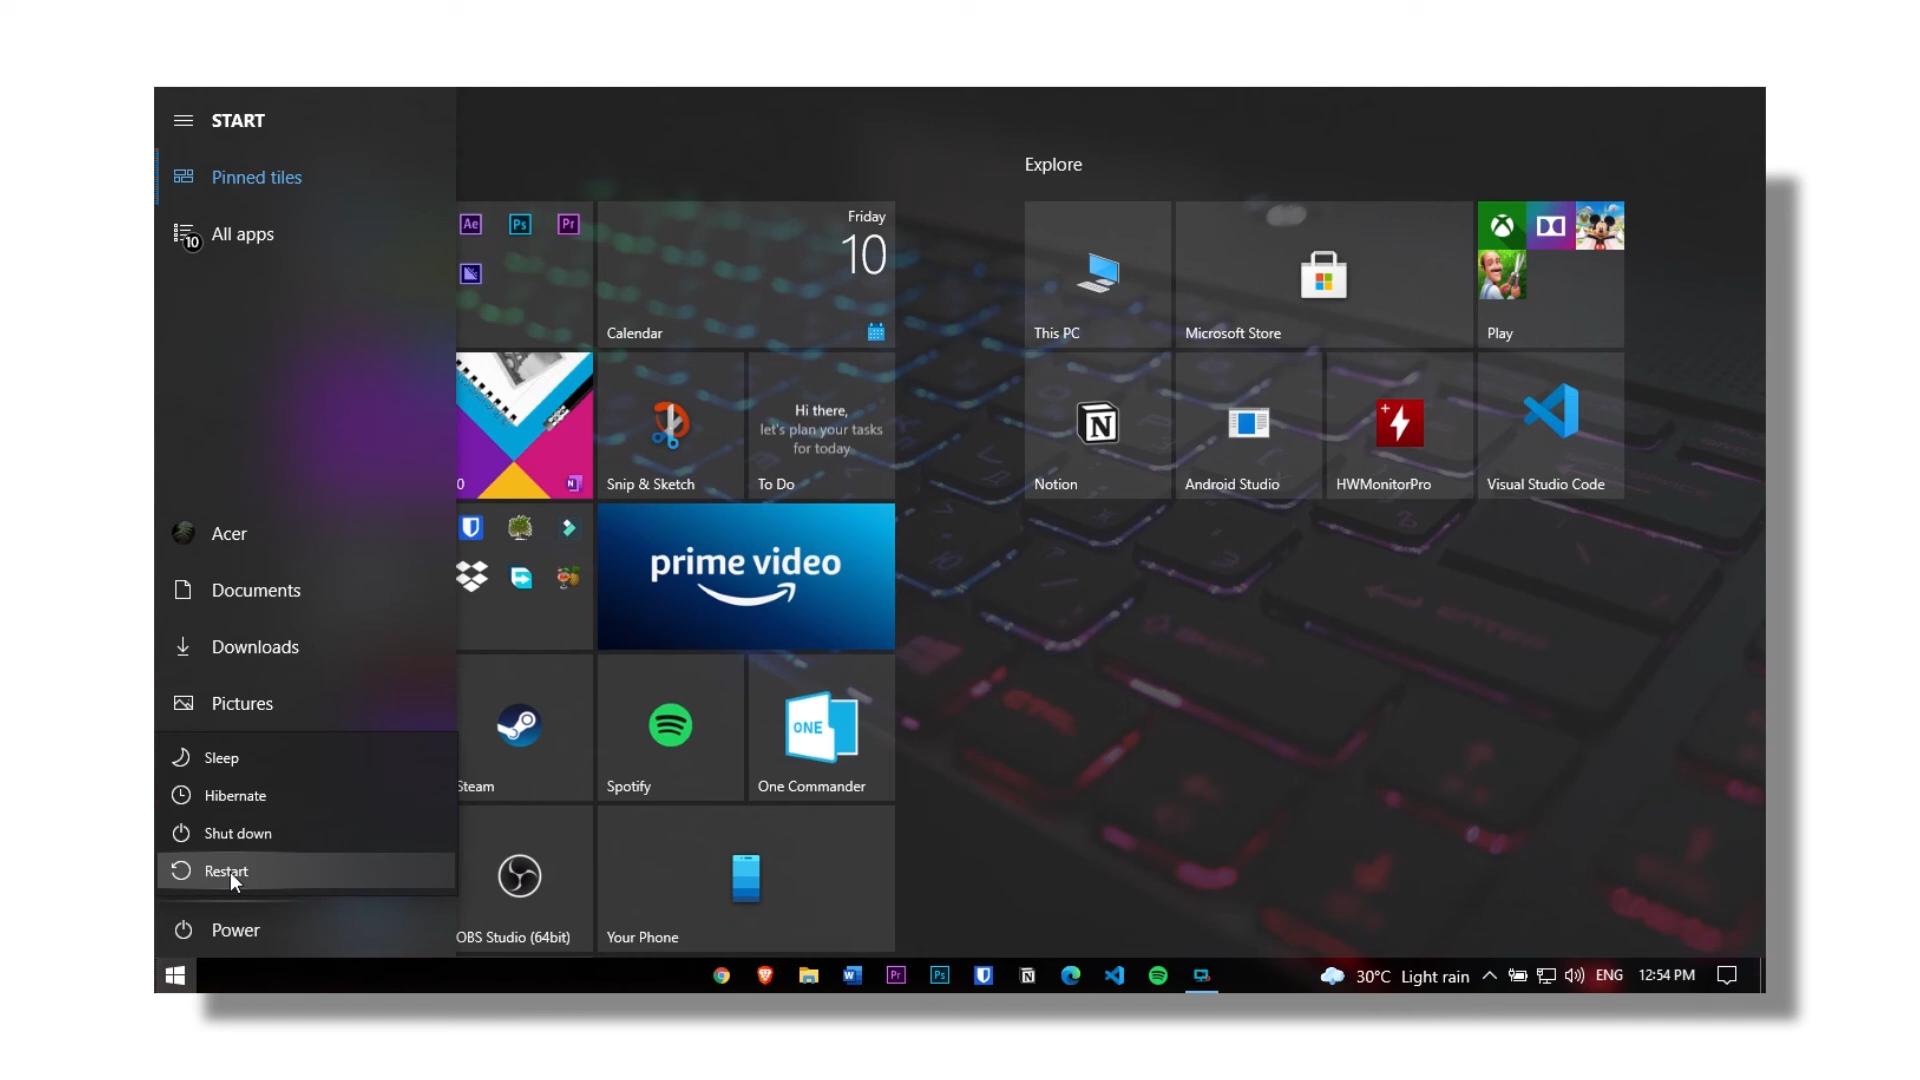 START
Pinned tiles
10
All apps
Acer
Documents
Downloads
Pictures
Sleep
Hibernate
Shut down
Restart
Power
Ae
Ps
Pr
Friday
10
Calendar
0
N
Snip & Sketch
Hi there,
let's plan your tasks
for today
To Do
prime video
Steam
Spotify
ONE
One Commander
OBS Studio (64bit)
Your Phone
Explore
This PC
Microsoft Store
Play
N
Notion
Android Studio
HWMonitorPro
Visual Studio Code
W
Pr
Ps
N
30°C Light rain
ENG
12:54 PM